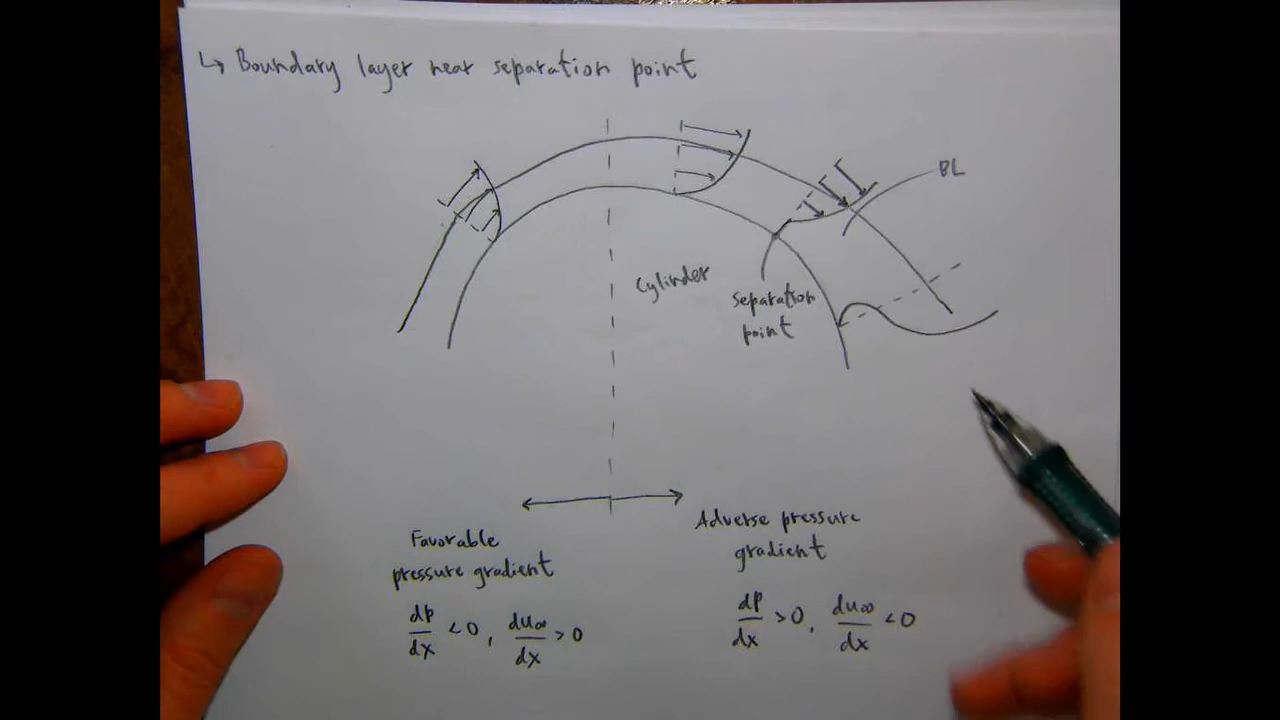 ↳ Boundary layer near separation point
BL
Cylinder
separation
point
Favorable
pressure gradient
dp/dx <0, du∞/dx >0
Adverse pressure
gradient
dp/dx >0, du∞/dx <0